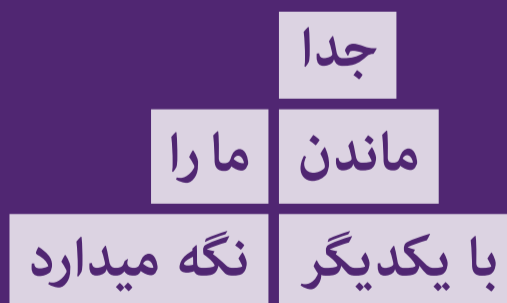 جدا
ماندن ما را
با یکدیگر نگه میدارد